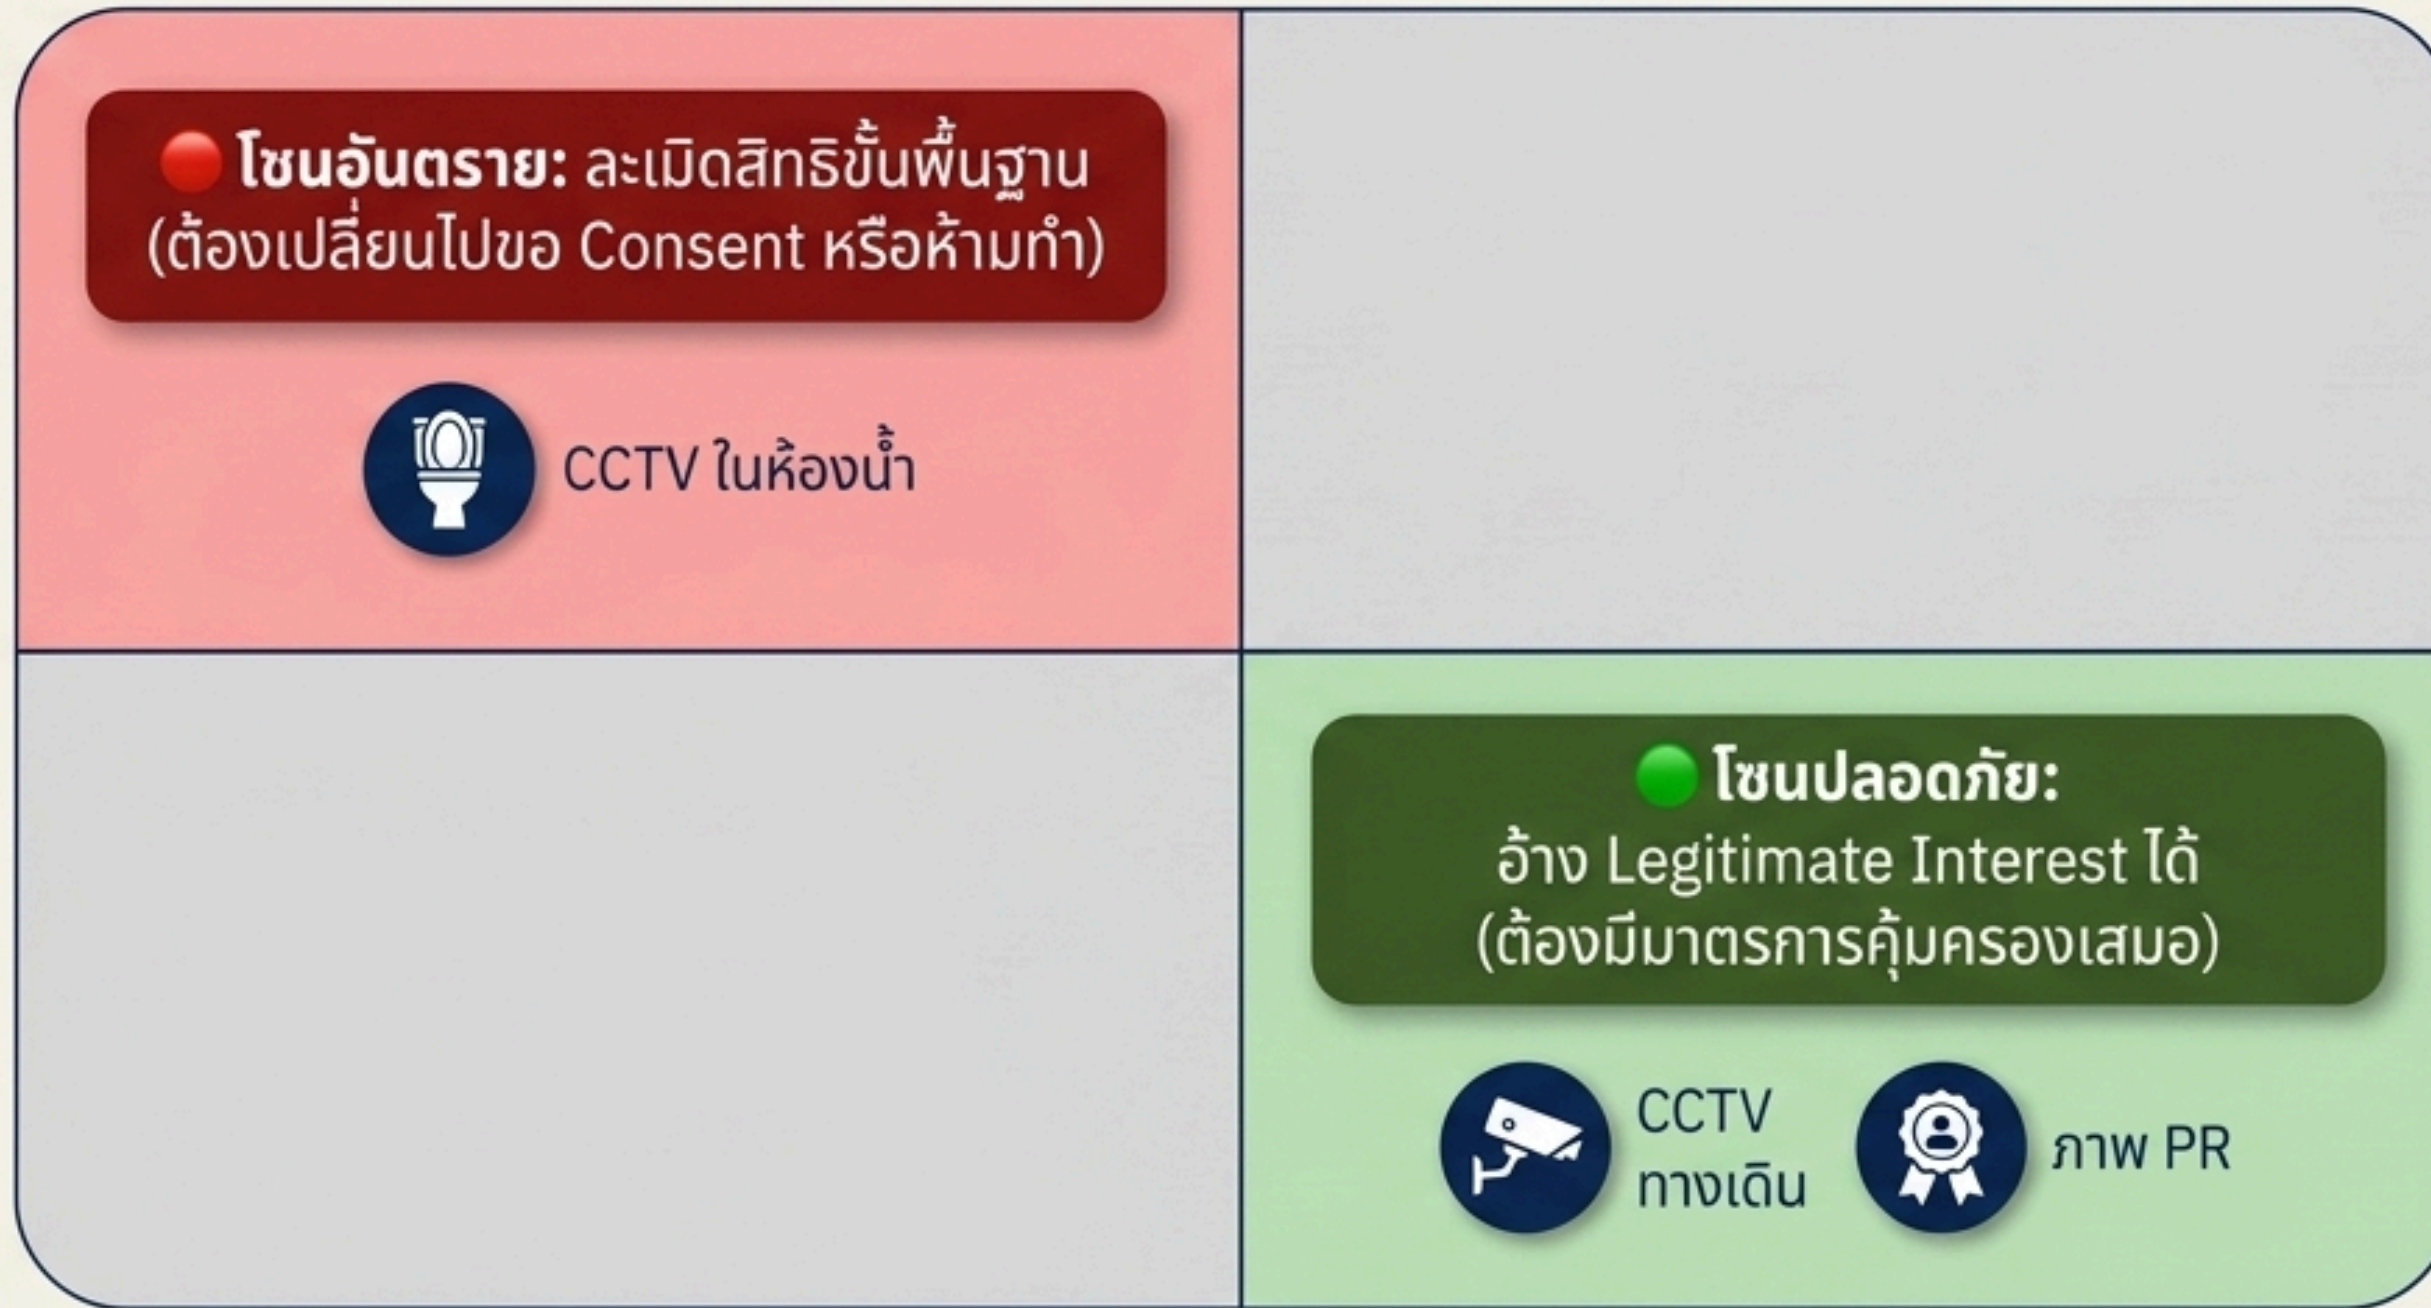 โซนอันตราย: ละเมิดสิทธิขั้นพื้นฐาน
(ต้องเปลี่ยนไปขอ Consent หรือห้ามทำ)
CCTV ในห้องน้ำ
โซนปลอดภัย:
อ้าง Legitimate Interest ได้
(ต้องมีมาตรการคุ้มครองเสมอ)
CCTV
ทางเดิน
ภาพ PR